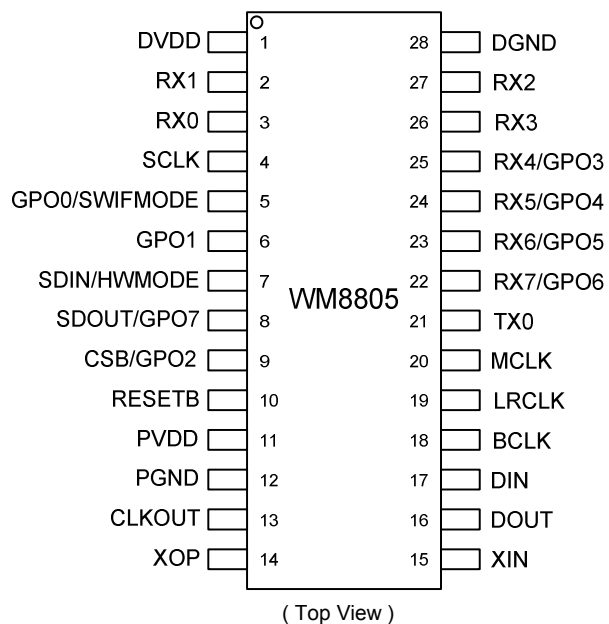 DVDD 1 28 DGND
RX1 2 27 RX2
RX0 3 26 RX3
SCLK 4 25 RX4/GPO3
GPO0/SWIFMODE 5 24 RX5/GPO4
GPO1 6 23 RX6/GPO5
SDIN/HWMODE 7 22 RX7/GPO6
WM8805
SDOUT/GPO7 8 21 TX0
CSB/GPO2 9 20 MCLK
RESETB 10 19 LRCLK
PVDD 11 18 BCLK
PGND 12 17 DIN
CLKOUT 13 16 DOUT
XOP 14 15 XIN
( Top View )